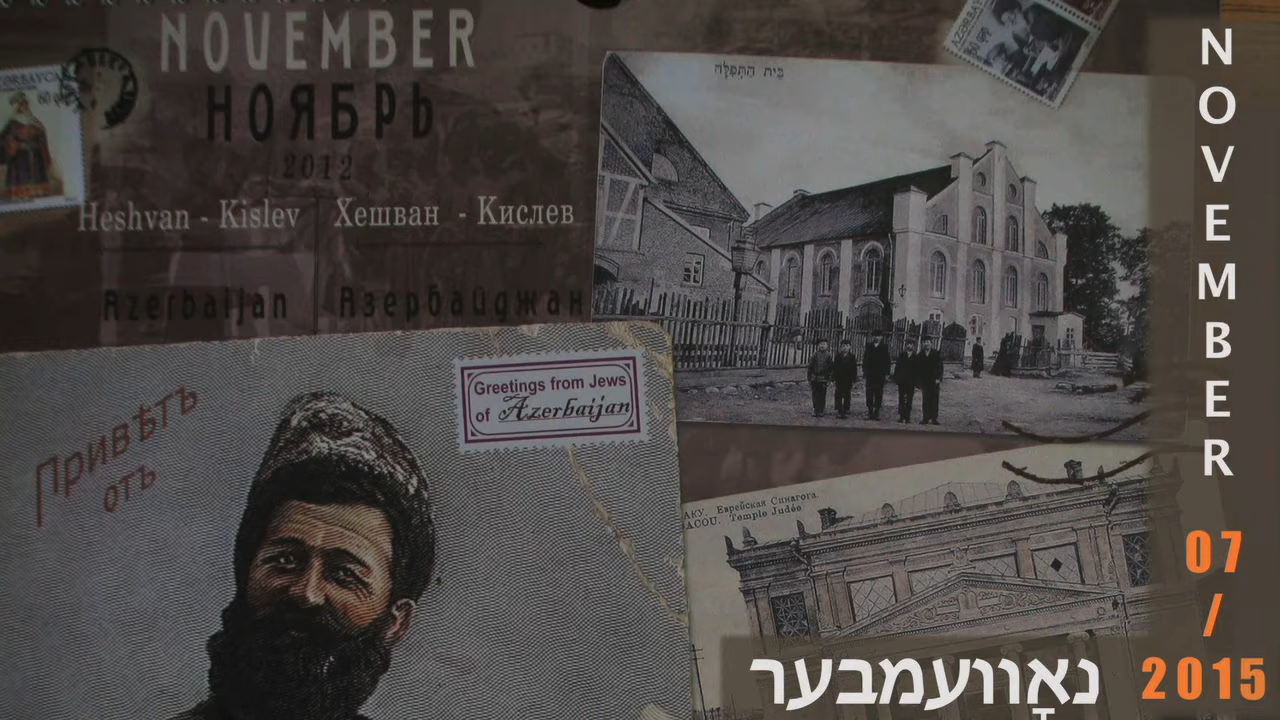 NOVEMBER
НОЯБРЬ
2012
Heshvan - Kislev
Хешван - Кислев
Azerbaijan
Азербайджан
Привѣтъ
отъ
Greetings from Jews
of Azerbaijan
בית התפלה
Еврейская Синагога.
Temple Judée
NOVEMBER
07
/
2015
נאָוועמבער